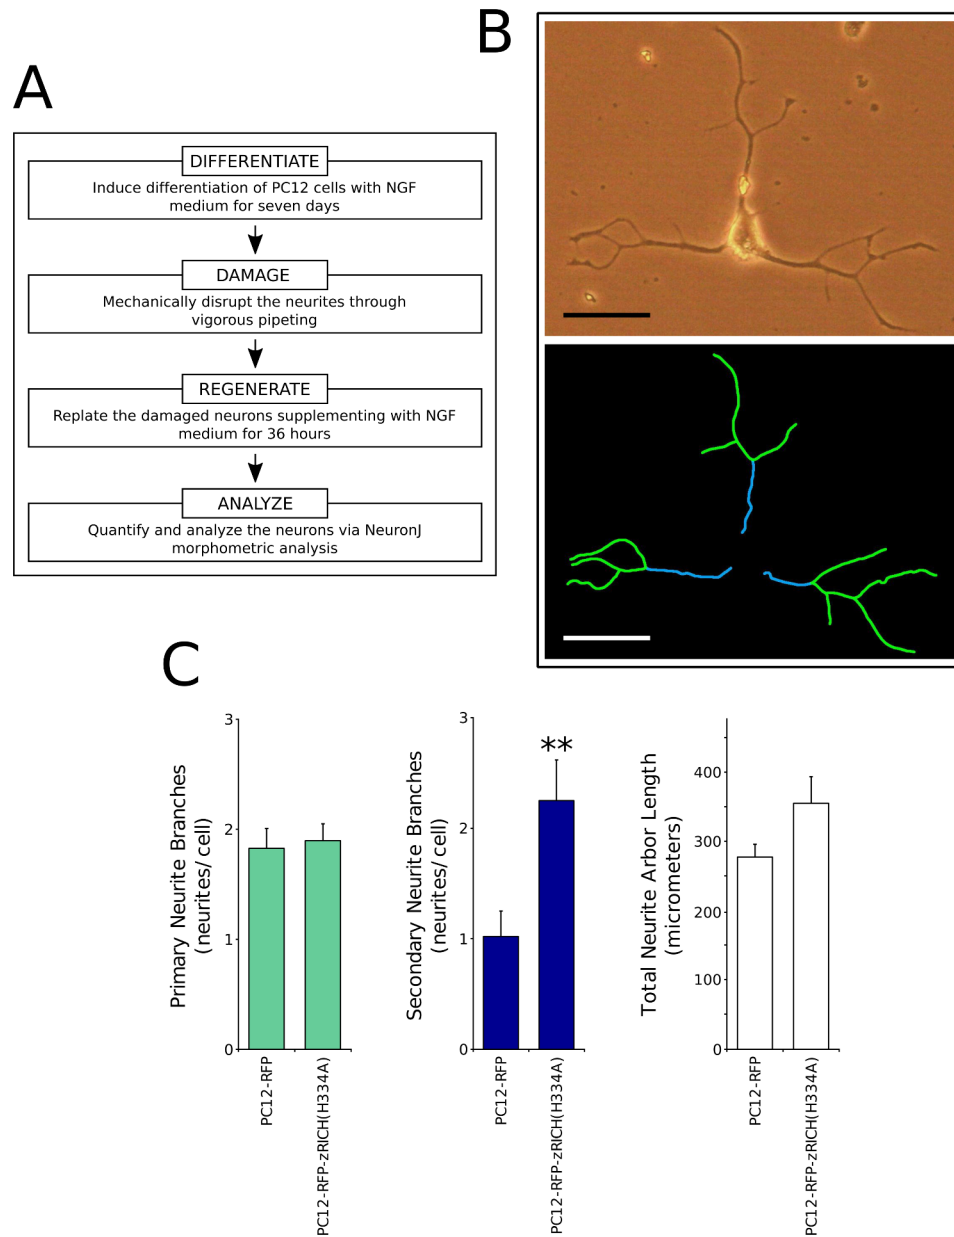 A
DIFFERENTIATE
Induce differentiation of PC12 cells with NGF
medium for seven days
DAMAGE
Mechanically disrupt the neurites through
vigorous pipeting
REGENERATE
Replate the damaged neurons supplementing with NGF
medium for 36 hours
ANALYZE
Quantify and analyze the neurons via NeuronJ
morphometric analysis
B
C
Primary Neurite Branches
(neurites/ cell)
3
2
1
0
PC12-RFP
PC12-RFP-zRICH(H334A)
Secondary Neurite Branches
(neurites/ cell)
3
2
1
0
**
PC12-RFP
PC12-RFP-zRICH(H334A)
Total Neurite Arbor Length
(micrometers)
400
300
200
100
0
PC12-RFP
PC12-RFP-zRICH(H334A)